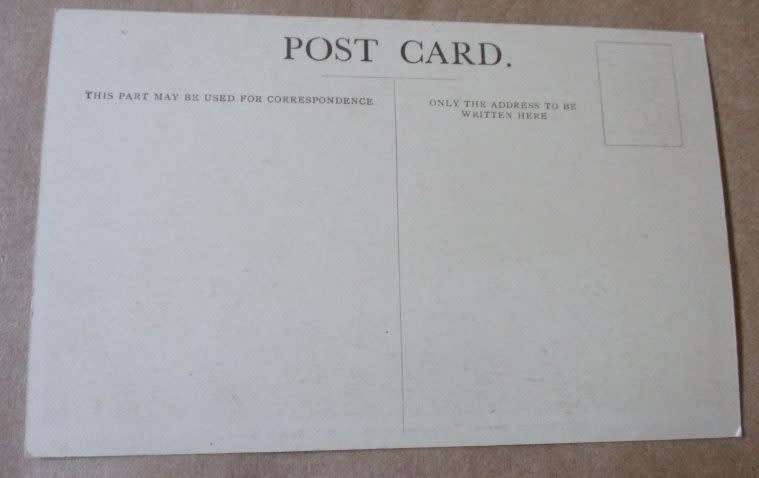 POST CARD.
THIS PART MAY BE USED FOR CORRESPONDENCE
ONLY THE ADDRESS TO BE
WRITTEN HERE